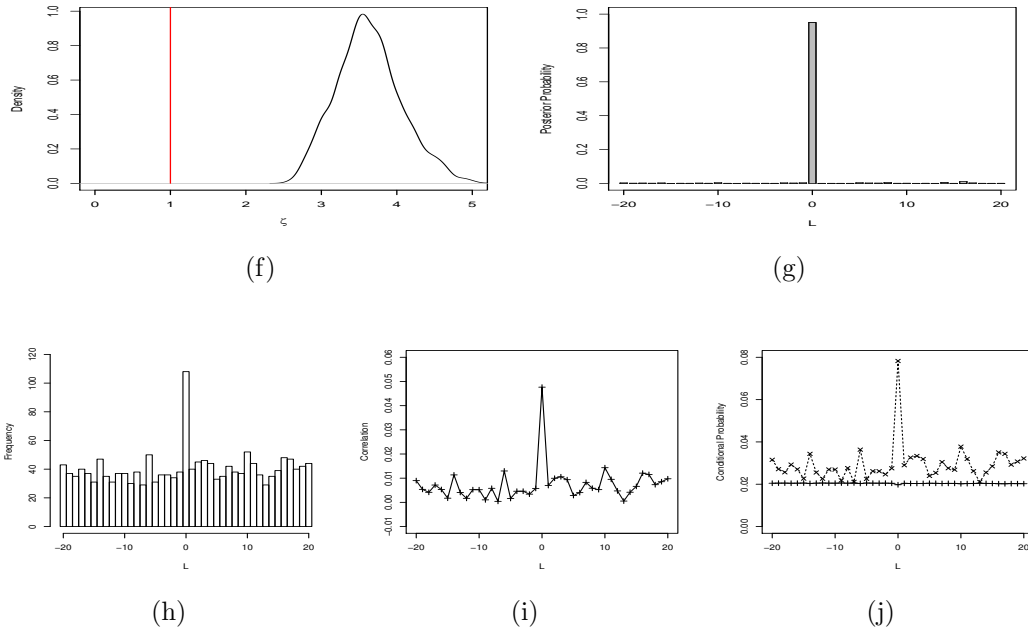 Density
0.0 0.2 0.4 0.6 0.8 1.0
0 1 2 3 4 5
ζ
(f)
Posterior Probability
0.0 0.2 0.4 0.6 0.8 1.0
−20 −10 0 10 20
L
(g)
Frequency
0 20 40 60 80 100 120
−20 −10 0 10 20
L
(h)
Correlation
−0.01 0.00 0.01 0.02 0.03 0.04 0.05 0.06
−20 −10 0 10 20
L
(i)
Conditional Probability
0.00 0.02 0.04 0.06 0.08
−20 −10 0 10 20
L
(j)